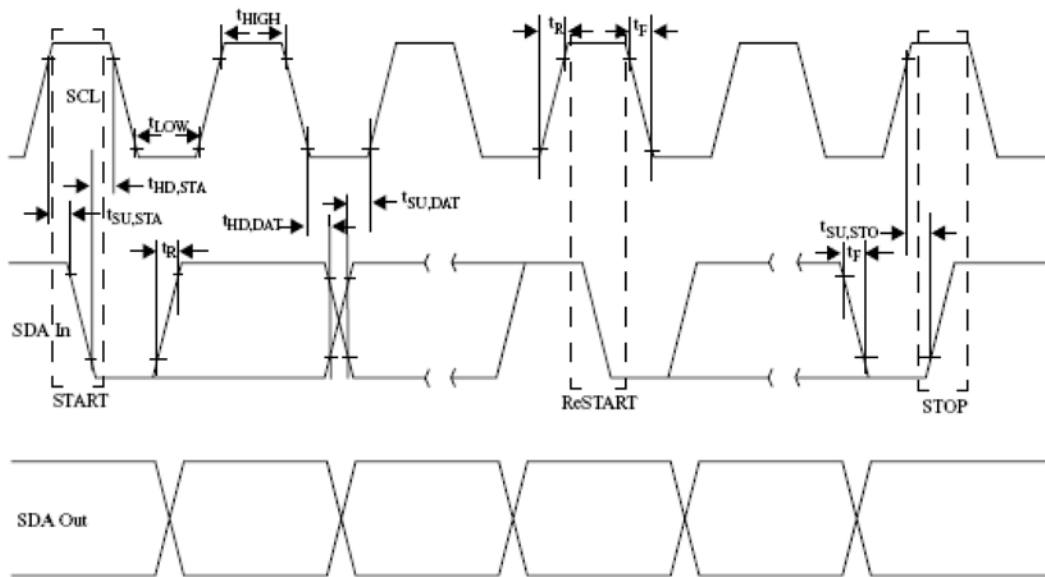 tHIGH
tR
tF
SCL
tLOW
tHD,STA
tSU,STA
tHD,DAT
tSU,DAT
tSU,STO
tR
tF
SDA In
START
ReSTART
STOP
SDA Out